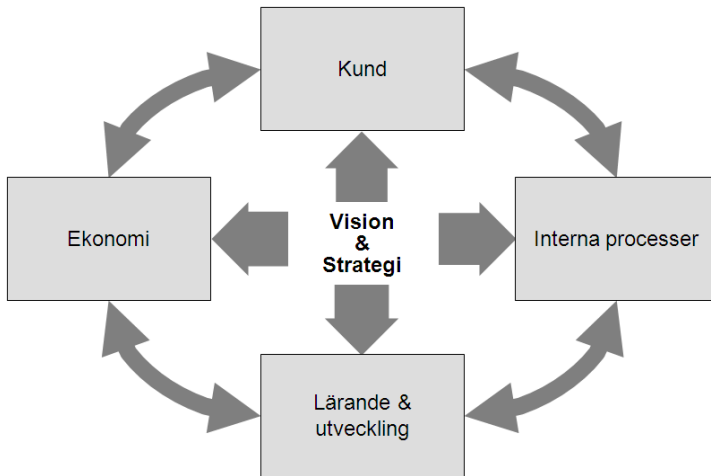 Kund
Ekonomi
Vision
&
Strategi
Interna processer
Lärande &
utveckling